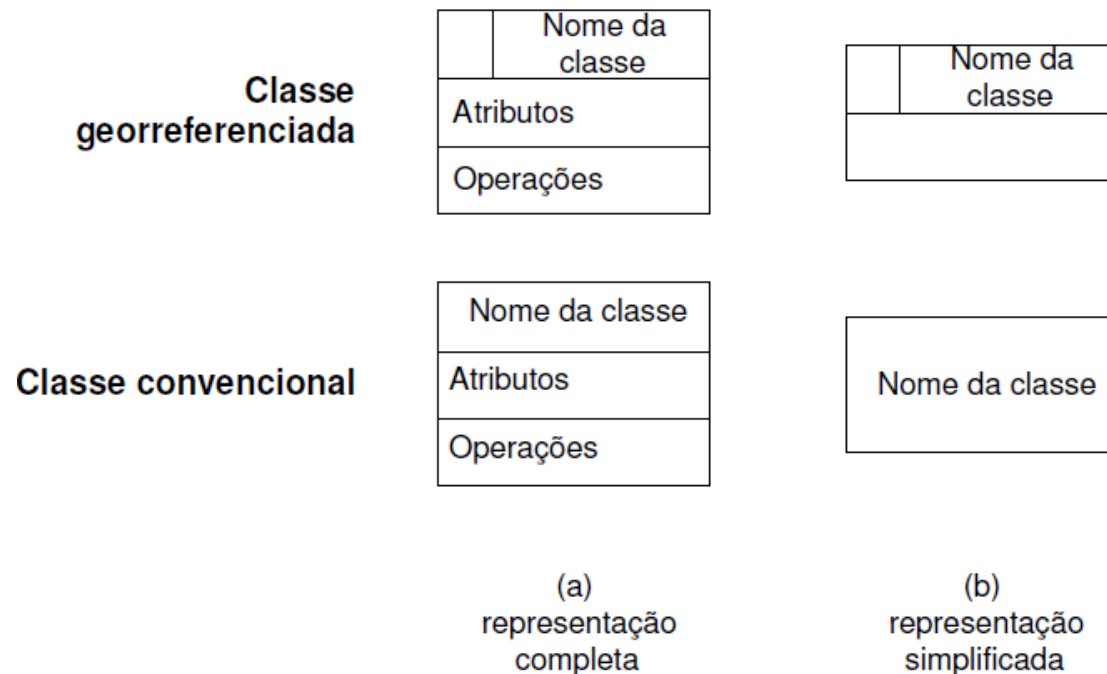 Classe
georreferenciada
Nome da
classe
Atributos
Operações
Nome da
classe
Classe convencional
Nome da classe
Atributos
Operações
Nome da classe
(a)
representação
completa
(b)
representação
simplificada